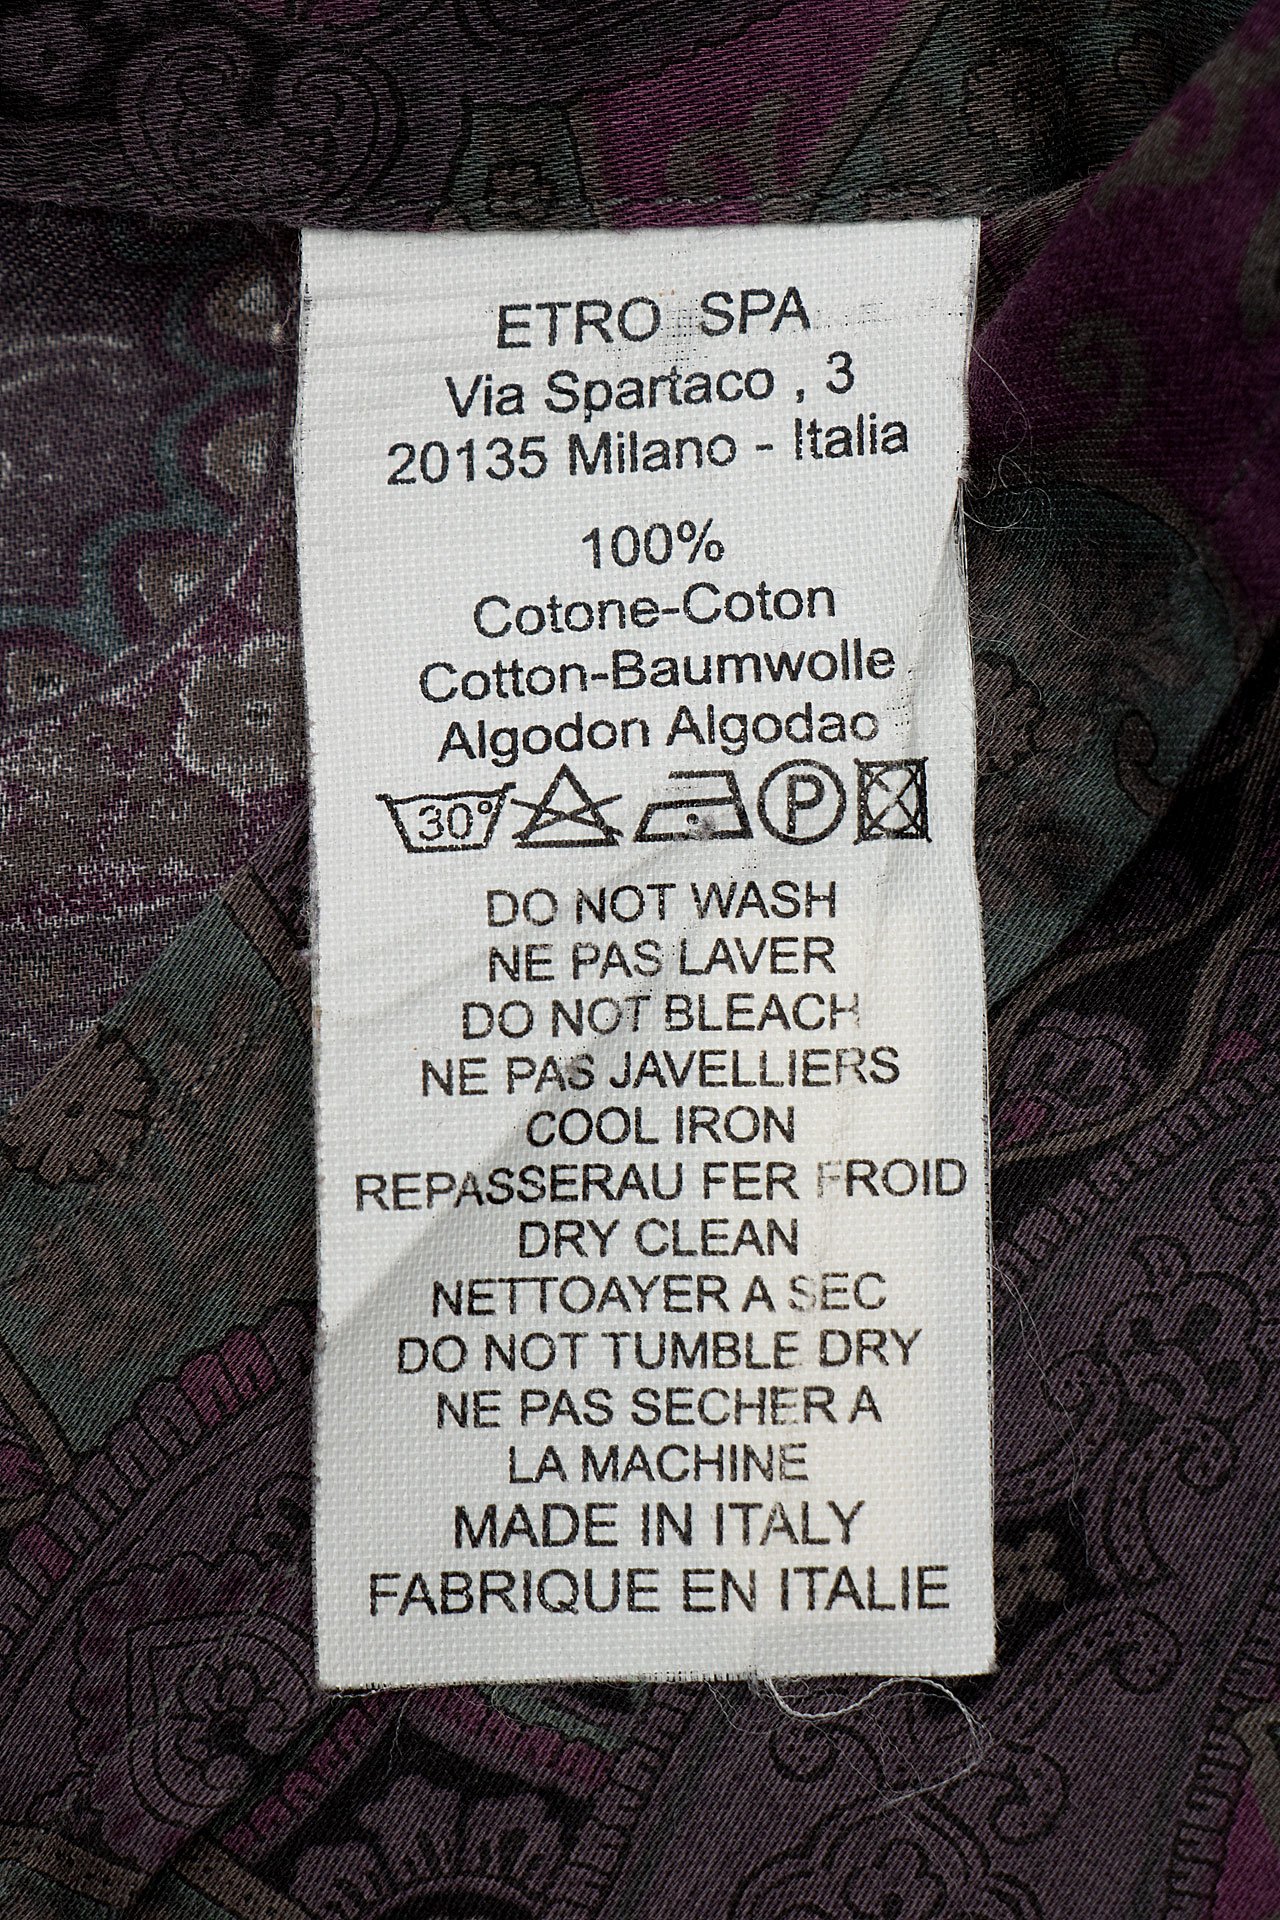 ETRO SPA
Via Spartaco , 3
20135 Milano - Italia
100%
Cotone-Coton
Cotton-Baumwolle
Algodon Algodao
30° P
DO NOT WASH
NE PAS LAVER
DO NOT BLEACH
NE PAS JAVELLIERS
COOL IRON
REPASSERAU FER FROID
DRY CLEAN
NETTOAYER A SEC
DO NOT TUMBLE DRY
NE PAS SECHER A
LA MACHINE
MADE IN ITALY
FABRIQUE EN ITALIE